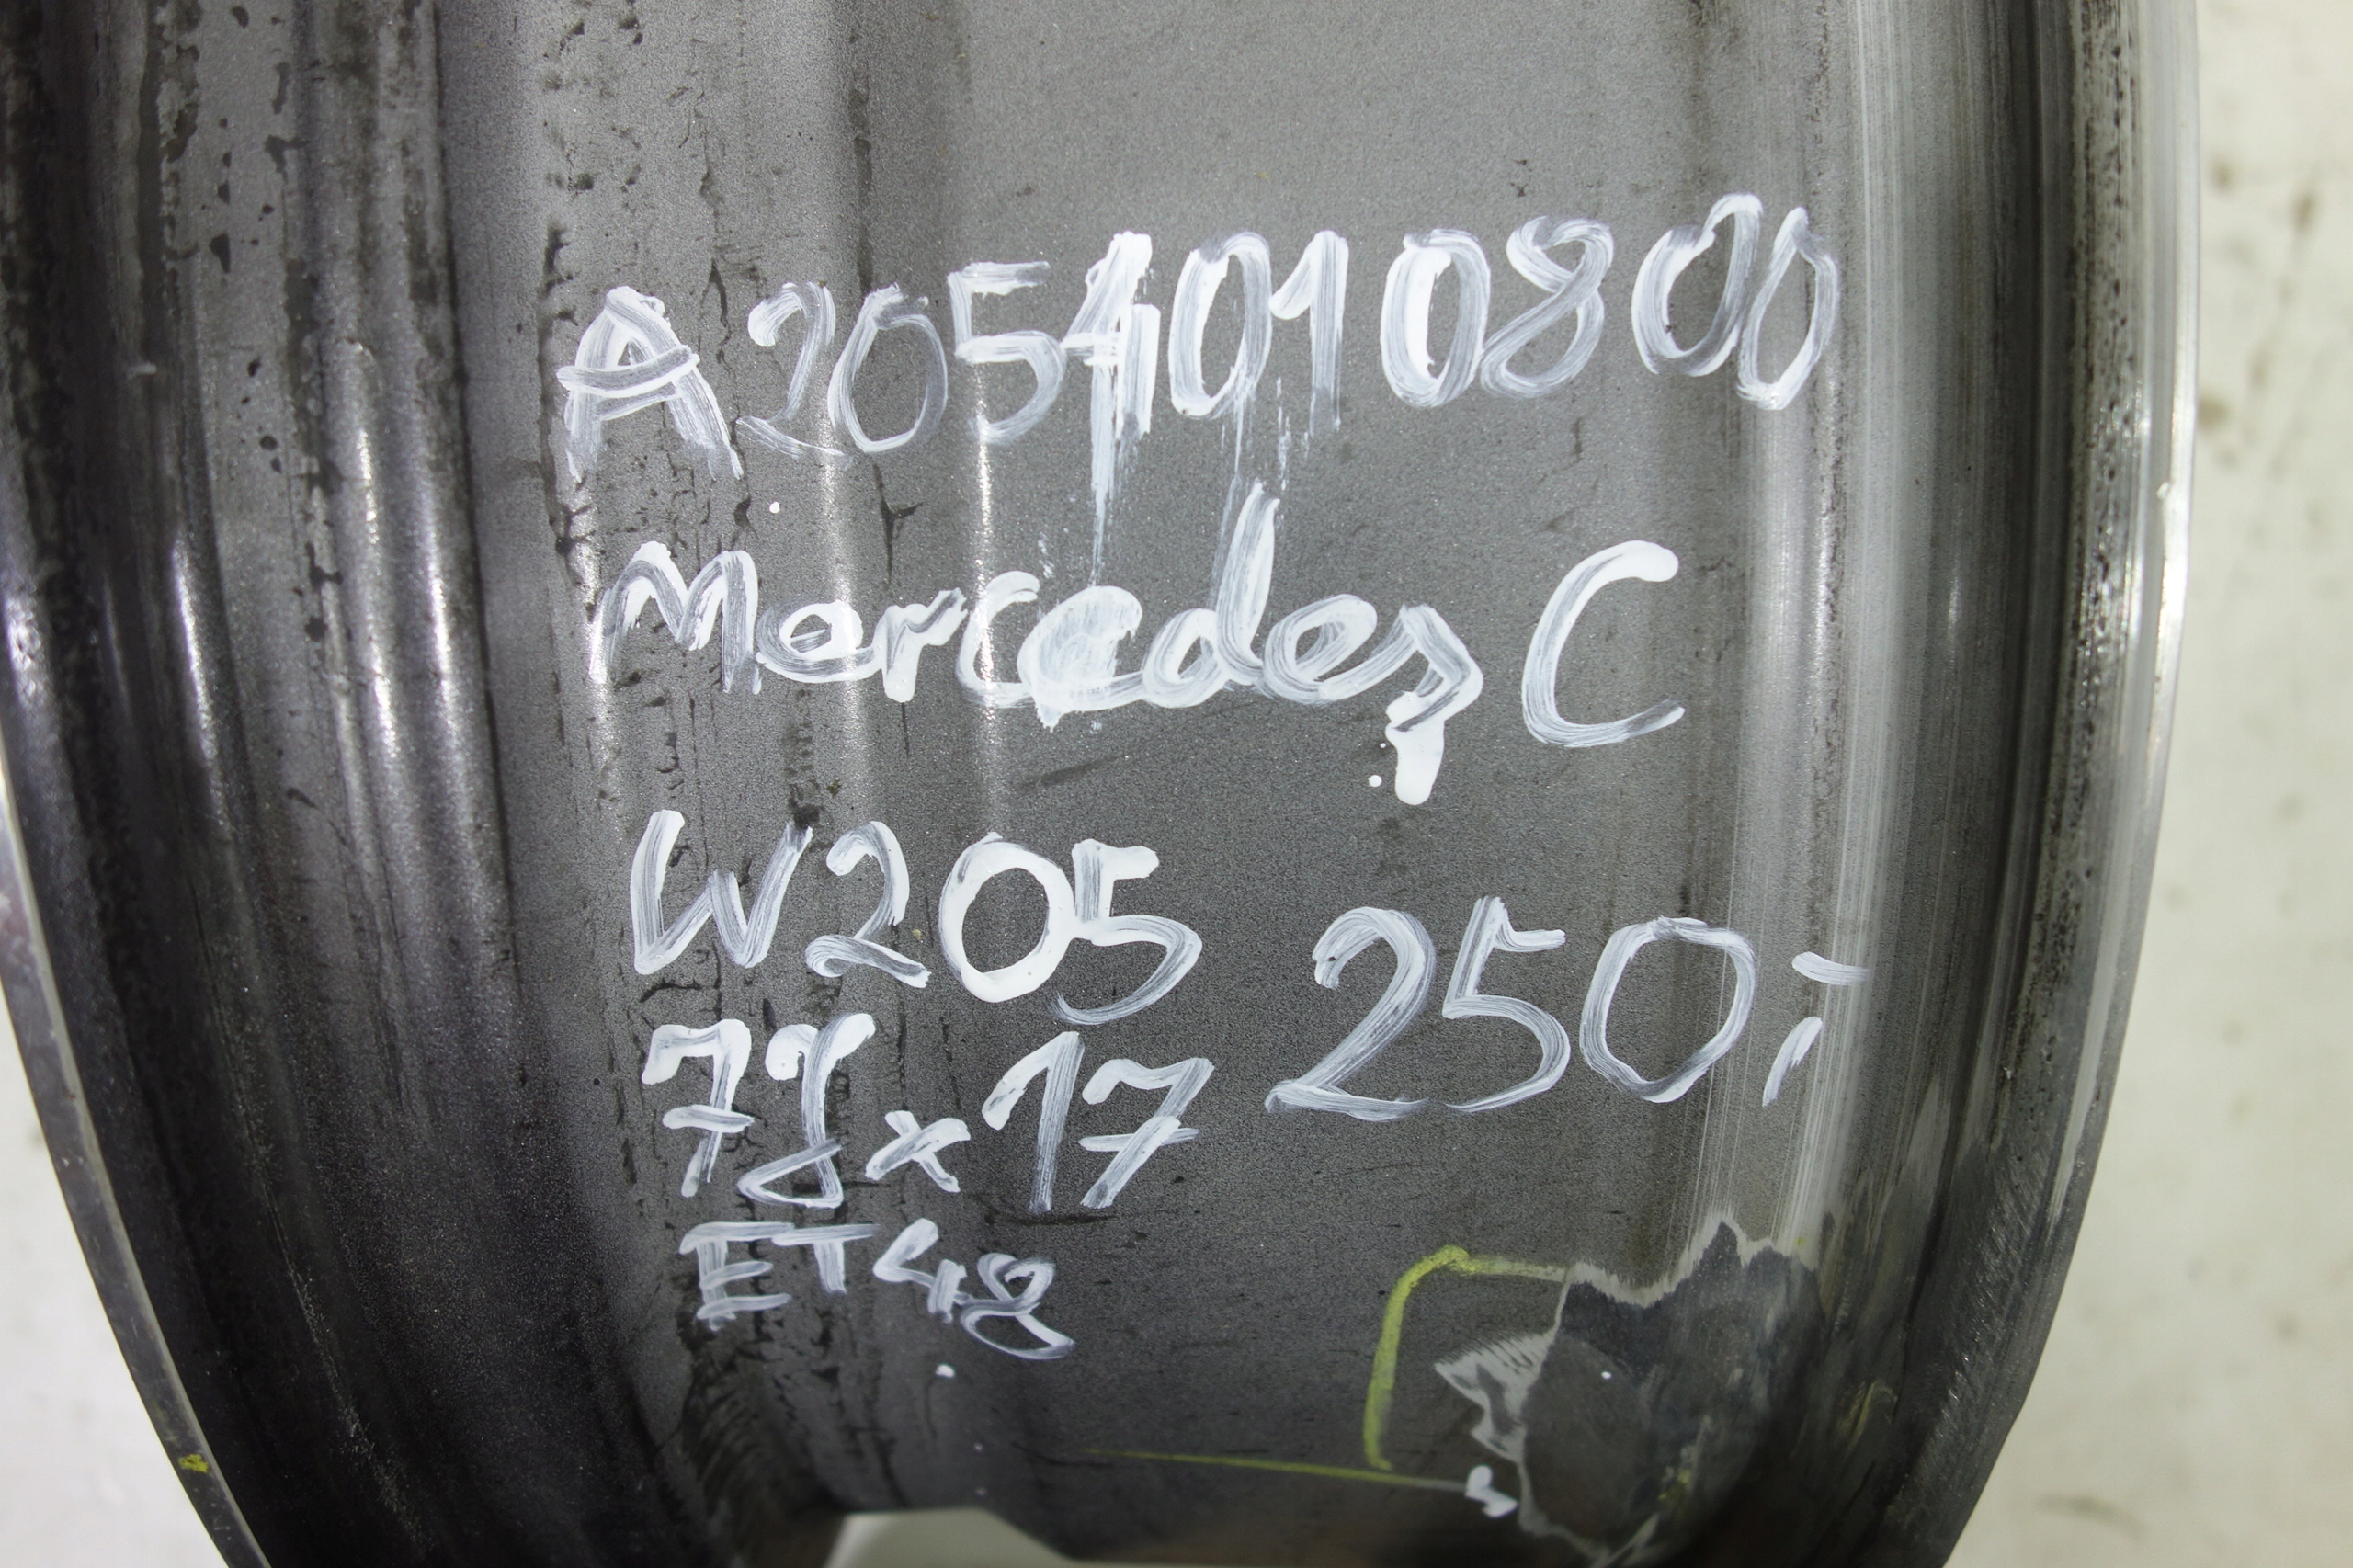 A2054010800
Mercedes C
W205
250,-
7J x 17
ET48